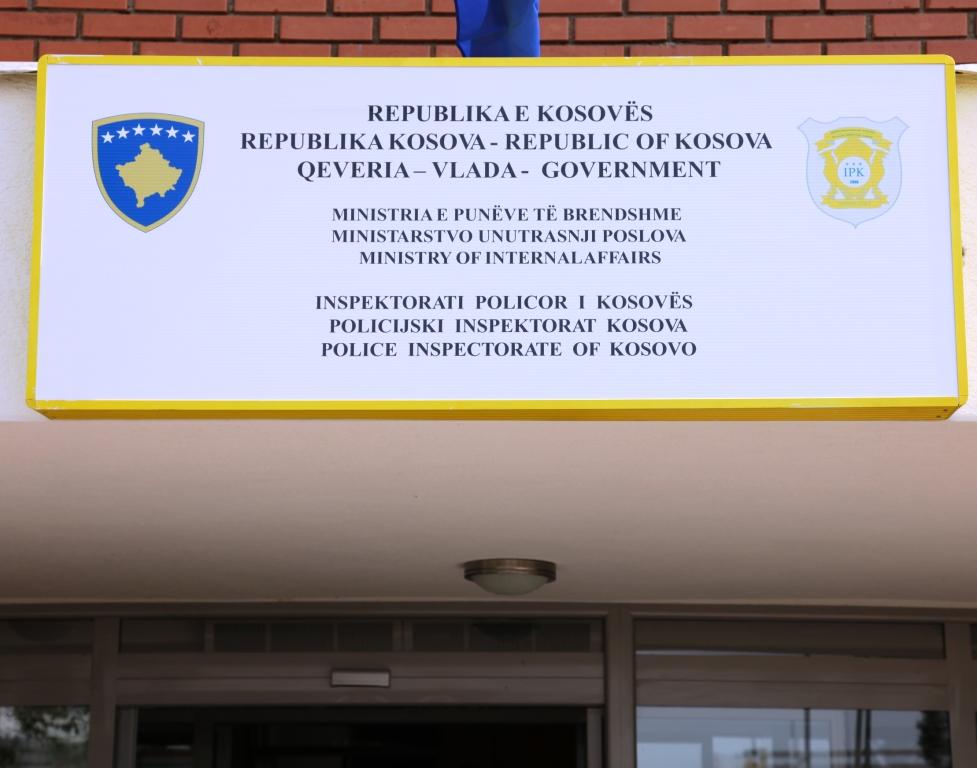 REPUBLIKA E KOSOVËS
REPUBLIKA KOSOVA - REPUBLIC OF KOSOVA
QEVERIA – VLADA - GOVERNMENT
MINISTRIA E PUNËVE TË BRENDSHME
MINISTARSTVO UNUTRASNJI POSLOVA
MINISTRY OF INTERNALAFFAIRS
INSPEKTORATI POLICOR I KOSOVËS
POLICIJSKI INSPEKTORAT KOSOVA
POLICE INSPECTORATE OF KOSOVO
IPK